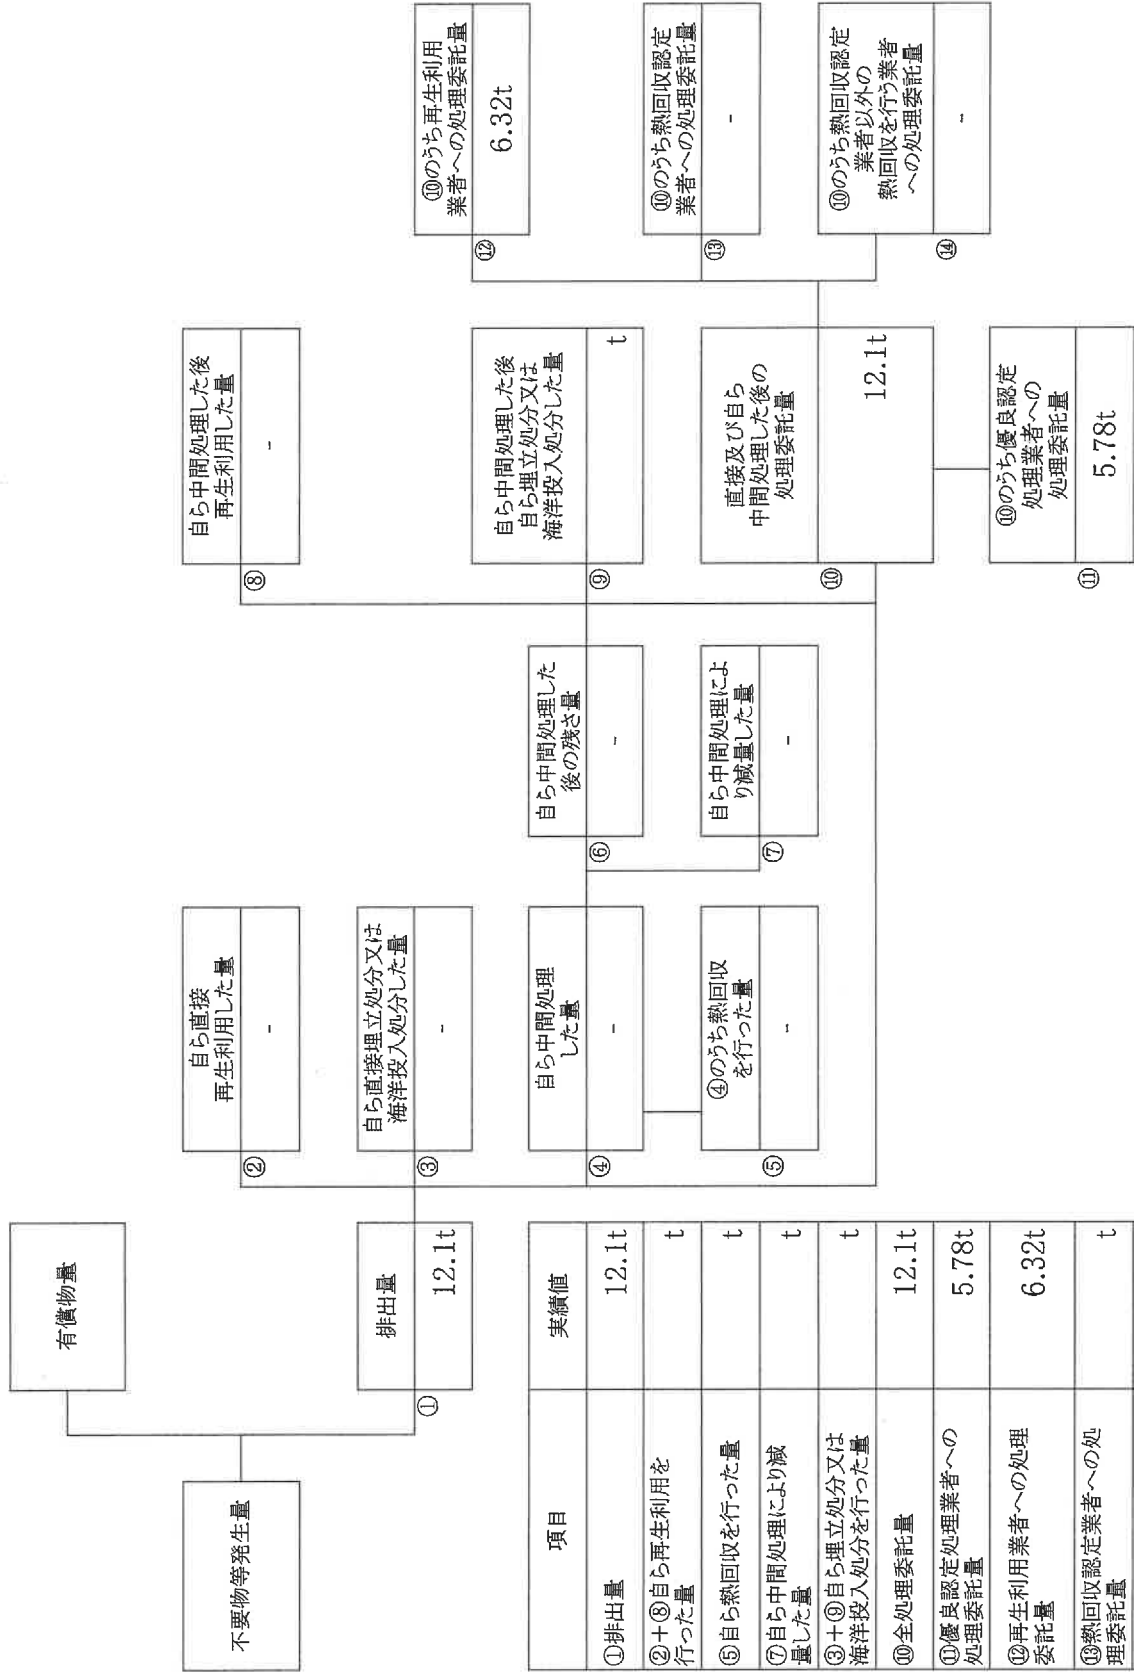 不要物等発生量
有償物量
①
排出量
12.1t
②
自ら直接
再生利用した量
-
③
自ら直接埋立処分又は
海洋投入処分した量
-
④
自ら中間処理
した量
-
⑤
④のうち熱回収
を行った量
-
⑥
自ら中間処理した
後の残さ量
-
⑦
自ら中間処理によ
り減量した量
-
⑧
自ら中間処理した後
再生利用した量
-
⑨
自ら中間処理した後
自ら埋立処分又は
海洋投入処分した量
t
⑩
直接及び自ら
中間処理した後の
処理委託量
12.1t
⑪
⑩のうち優良認定
処理業者への
処理委託量
5.78t
⑫
⑩のうち再生利用
業者への処理委託量
6.32t
⑬
⑩のうち熱回収認定
業者への処理委託量
-
⑭
⑩のうち熱回収認定
業者以外の
熱回収を行う業者
への処理委託量
-
項目
実績値
①排出量
12.1t
②+⑧自ら再生利用を
行った量
t
⑤自ら熱回収を行った量
t
⑦自ら中間処理により減
量した量
t
③+⑨自ら埋立処分又は
海洋投入処分を行った量
t
⑩全処理委託量
12.1t
⑪優良認定処理業者への
処理委託量
5.78t
⑫再生利用業者への処理
委託量
6.32t
⑬熱回収認定業者への処
理委託量
t